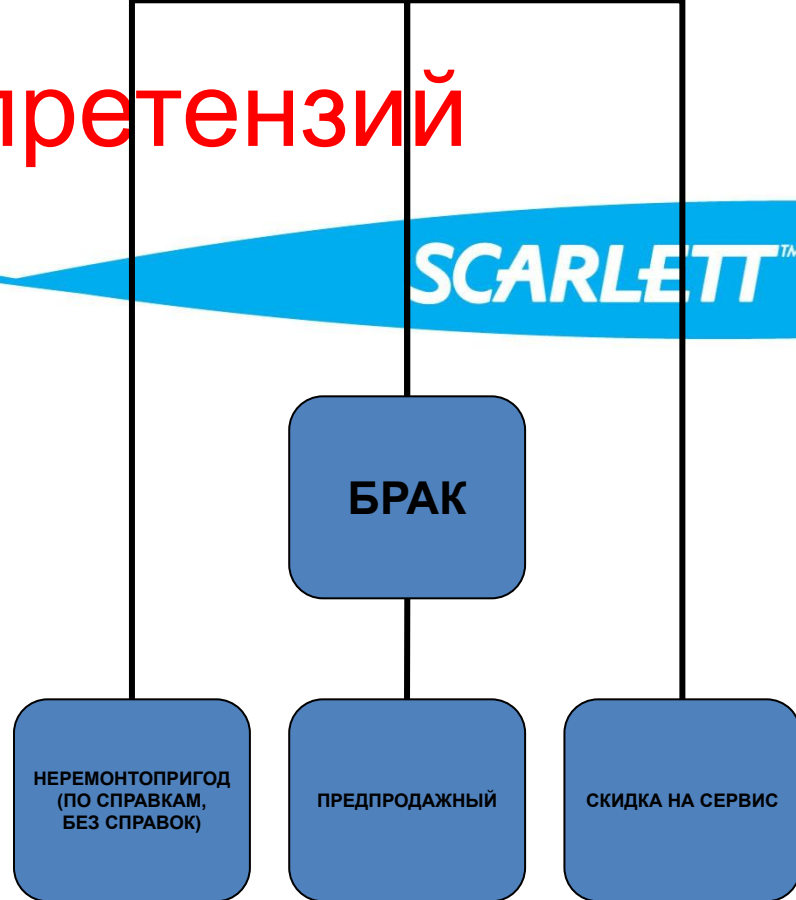 претензий
SCARLETT™
БРАК
НЕРЕМОНТОПРИГОД
(ПО СПРАВКАМ,
БЕЗ СПРАВОК)
ПРЕДПРОДАЖНЫЙ
СКИДКА НА СЕРВИС